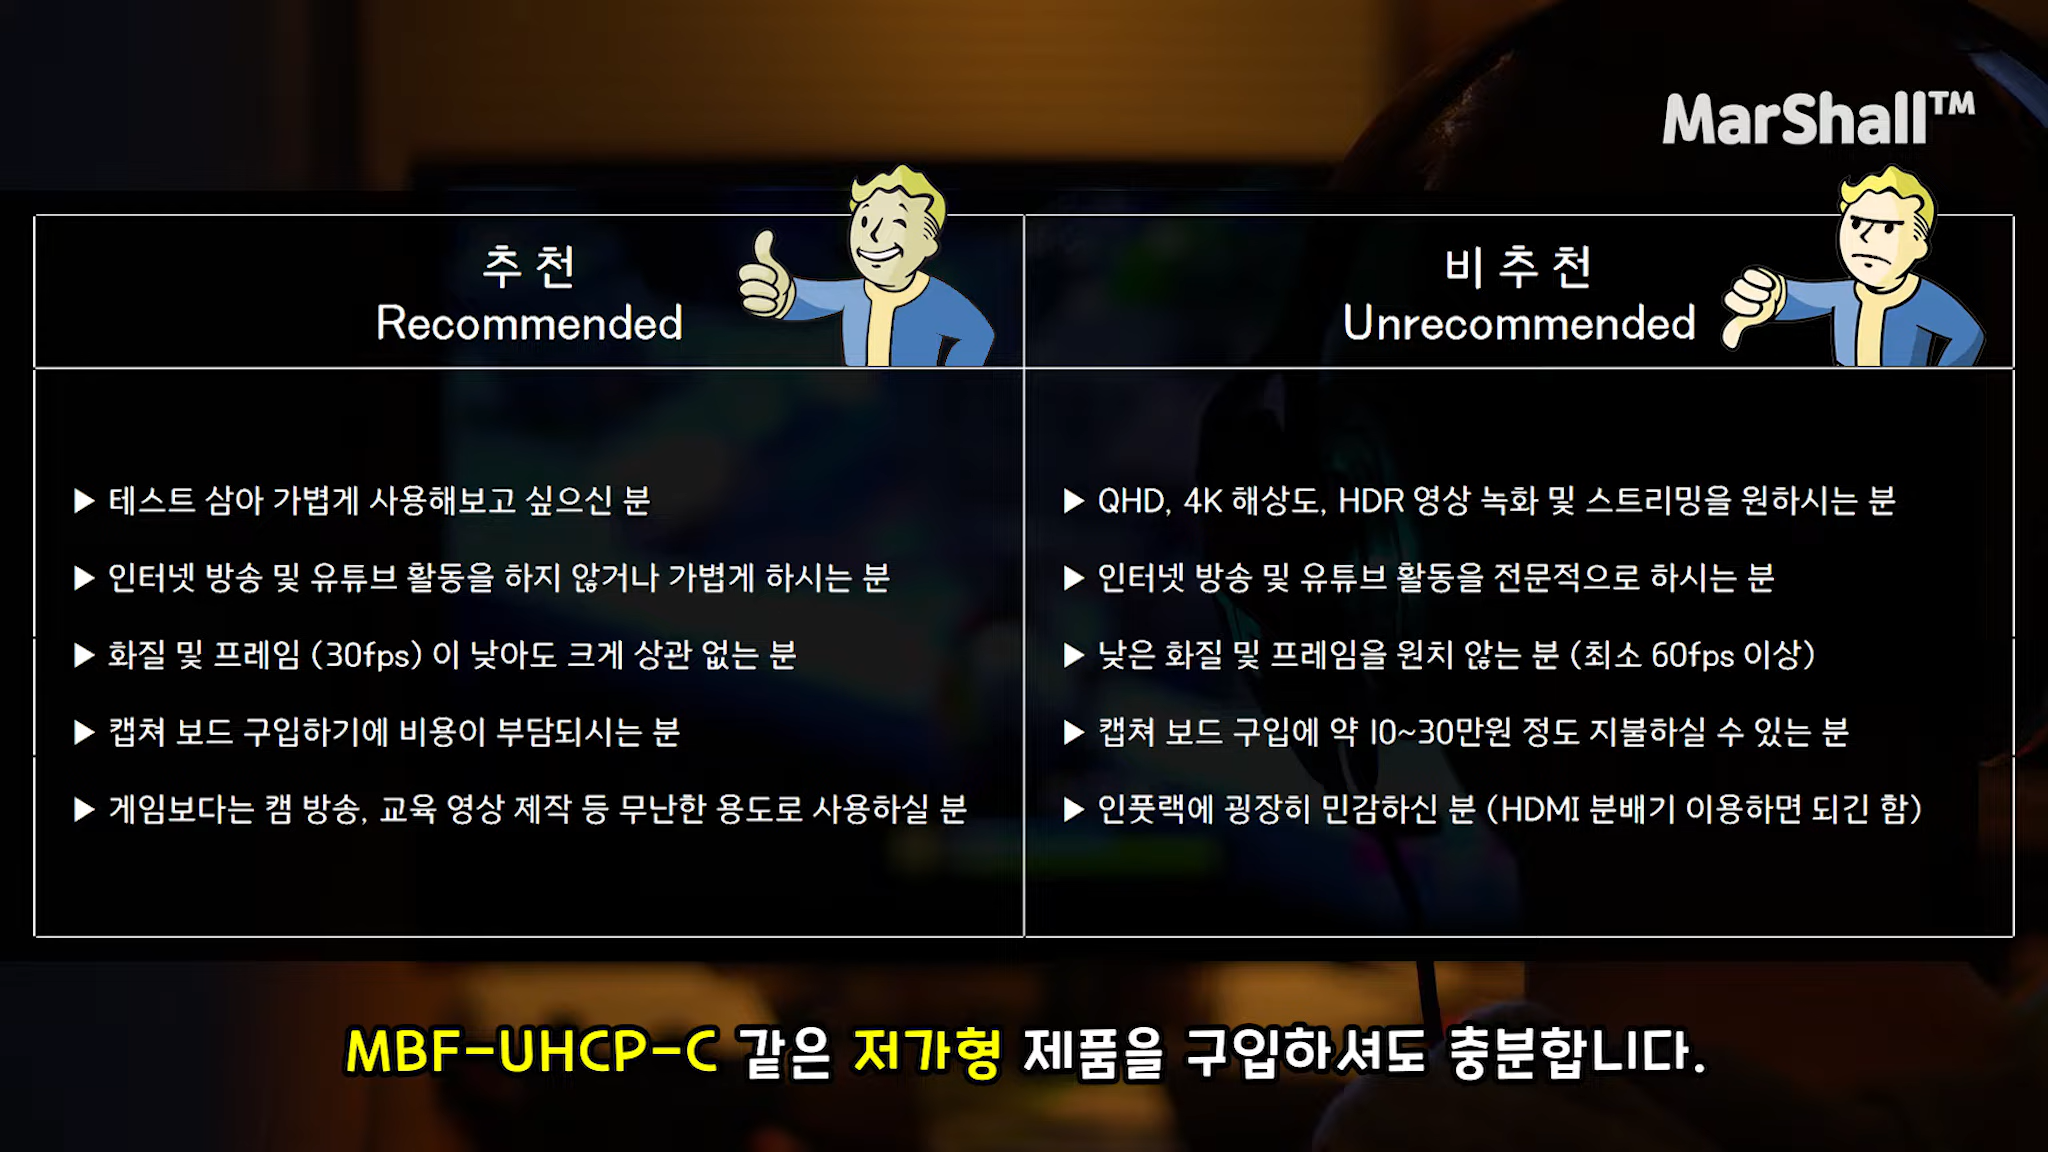 MarShall™
추 천
Recommended
비 추 천
Unrecommended
▶ 테스트 삼아 가볍게 사용해보고 싶으신 분
▶ 인터넷 방송 및 유튜브 활동을 하지 않거나 가볍게 하시는 분
▶ 화질 및 프레임 (30fps) 이 낮아도 크게 상관 없는 분
▶ 캡쳐 보드 구입하기에 비용이 부담되시는 분
▶ 게임보다는 캠 방송, 교육 영상 제작 등 무난한 용도로 사용하실 분
▶ QHD, 4K 해상도, HDR 영상 녹화 및 스트리밍을 원하시는 분
▶ 인터넷 방송 및 유튜브 활동을 전문적으로 하시는 분
▶ 낮은 화질 및 프레임을 원치 않는 분 (최소 60fps 이상)
▶ 캡쳐 보드 구입에 약 10~30만원 정도 지불하실 수 있는 분
▶ 인풋랙에 굉장히 민감하신 분 (HDMI 분배기 이용하면 되긴 함)
MBF-UHCP-C 같은 저가형 제품을 구입하셔도 충분합니다.